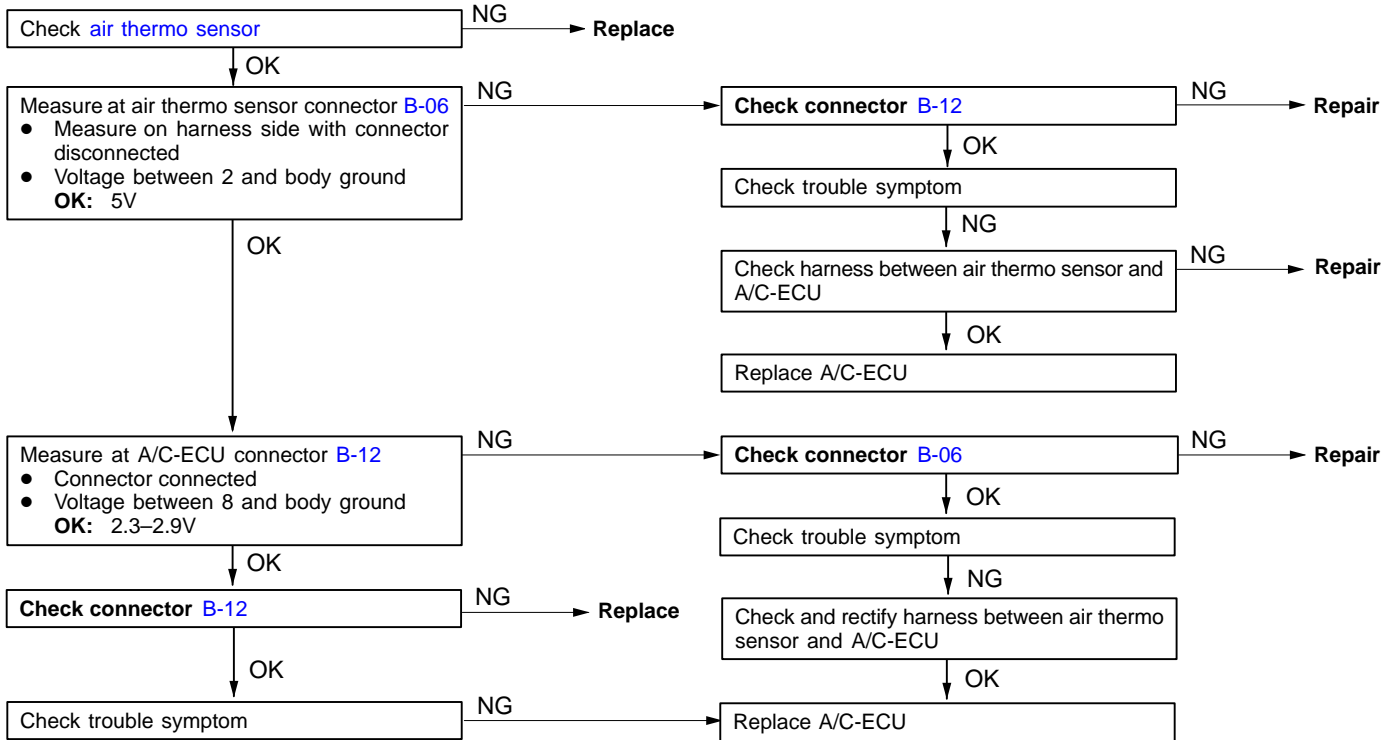 Check air thermo sensor
NG
Replace
OK
Measure at air thermo sensor connector B-06
● Measure on harness side with connector
disconnected
● Voltage between 2 and body ground
OK: 5V
NG
Check connector B-12
NG
Repair
OK
Check trouble symptom
NG
Check harness between air thermo sensor and
A/C-ECU
NG
Repair
OK
Replace A/C-ECU
OK
Measure at A/C-ECU connector B-12
● Connector connected
● Voltage between 8 and body ground
OK: 2.3–2.9V
NG
Check connector B-06
NG
Repair
OK
Check trouble symptom
NG
Check and rectify harness between air thermo
sensor and A/C-ECU
OK
OK
Check connector B-12
NG
Replace
OK
Check trouble symptom
NG
Replace A/C-ECU